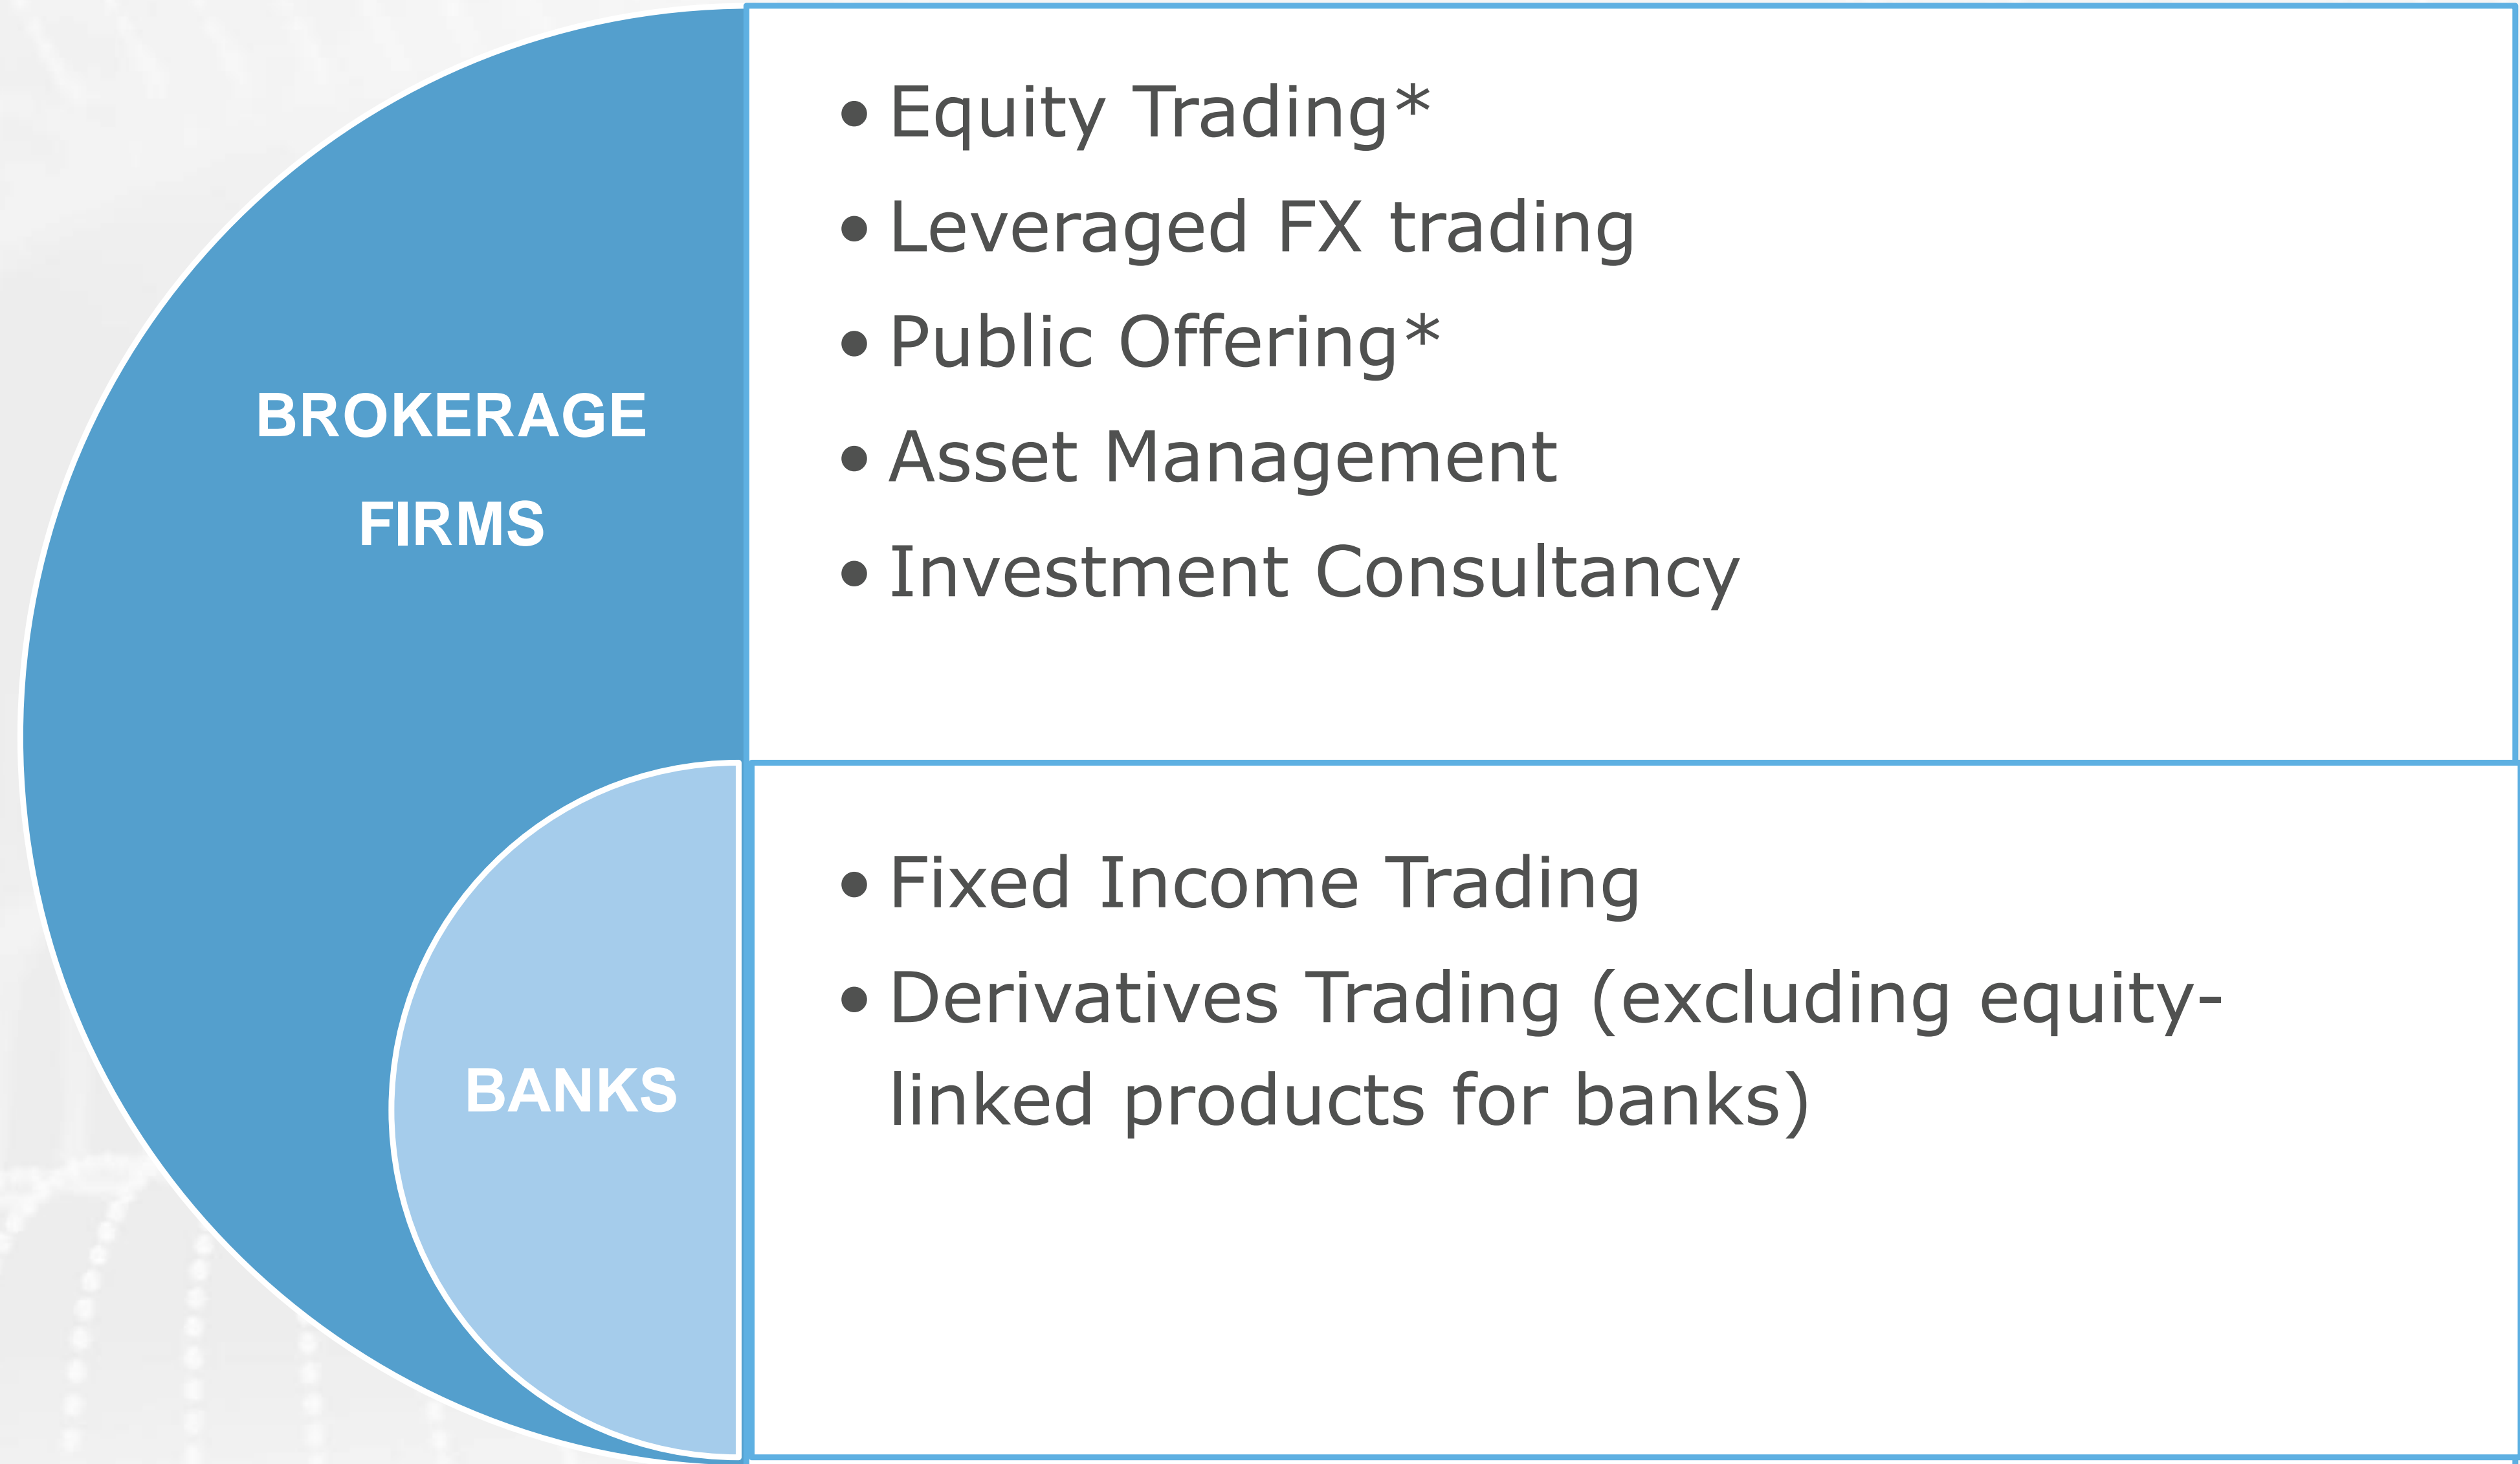 BROKERAGE
FIRMS
• Equity Trading*
• Leveraged FX trading
• Public Offering*
• Asset Management
• Investment Consultancy
BANKS
• Fixed Income Trading
• Derivatives Trading (excluding equity-
linked products for banks)